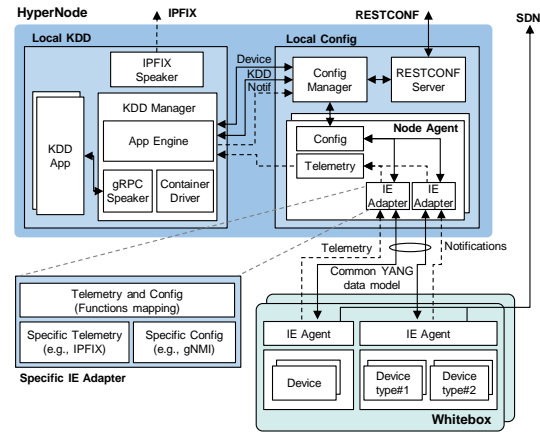 IPFIX
RESTCONF
SDN
HyperNode
Local KDD
Local Config
IPFIX
Speaker
Device
KDD
Notif
Config
Manager
RESTCONF
Server
KDD Manager
App Engine
KDD
App
gRPC
Speaker
Container
Driver
Node Agent
Config
Telemetry
IE
Adapter
IE
Adapter
Telemetry
Notifications
Common YANG
data model
Telemetry and Config
(Functions mapping)
Specific Telemetry
(e.g., IPFIX)
Specific Config
(e.g., gNMI)
Specific IE Adapter
IE Agent
IE Agent
Device
Device
type#1
Device
type#2
Whitebox